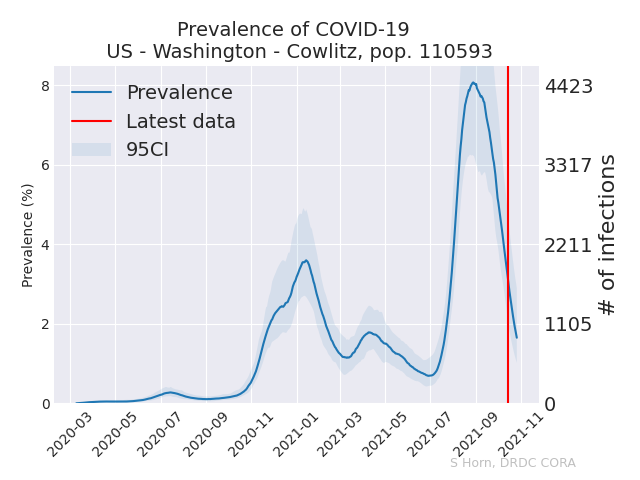 Prevalence of COVID-19
US - Washington - Cowlitz, pop. 110593
Prevalence
Latest data
95CI
Prevalence (%)
8
6
4
2
0
4423
3317
2211
1105
0
# of infections
2020-03
2020-05
2020-07
2020-09
2020-11
2021-01
2021-03
2021-05
2021-07
2021-09
2021-11
S Horn, DRDC CORA